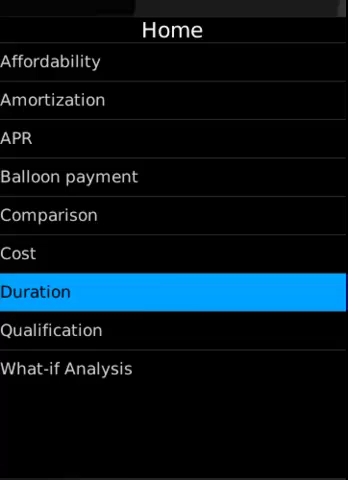 Home
Affordability
Amortization
APR
Balloon payment
Comparison
Cost
Duration
Qualification
What-if Analysis